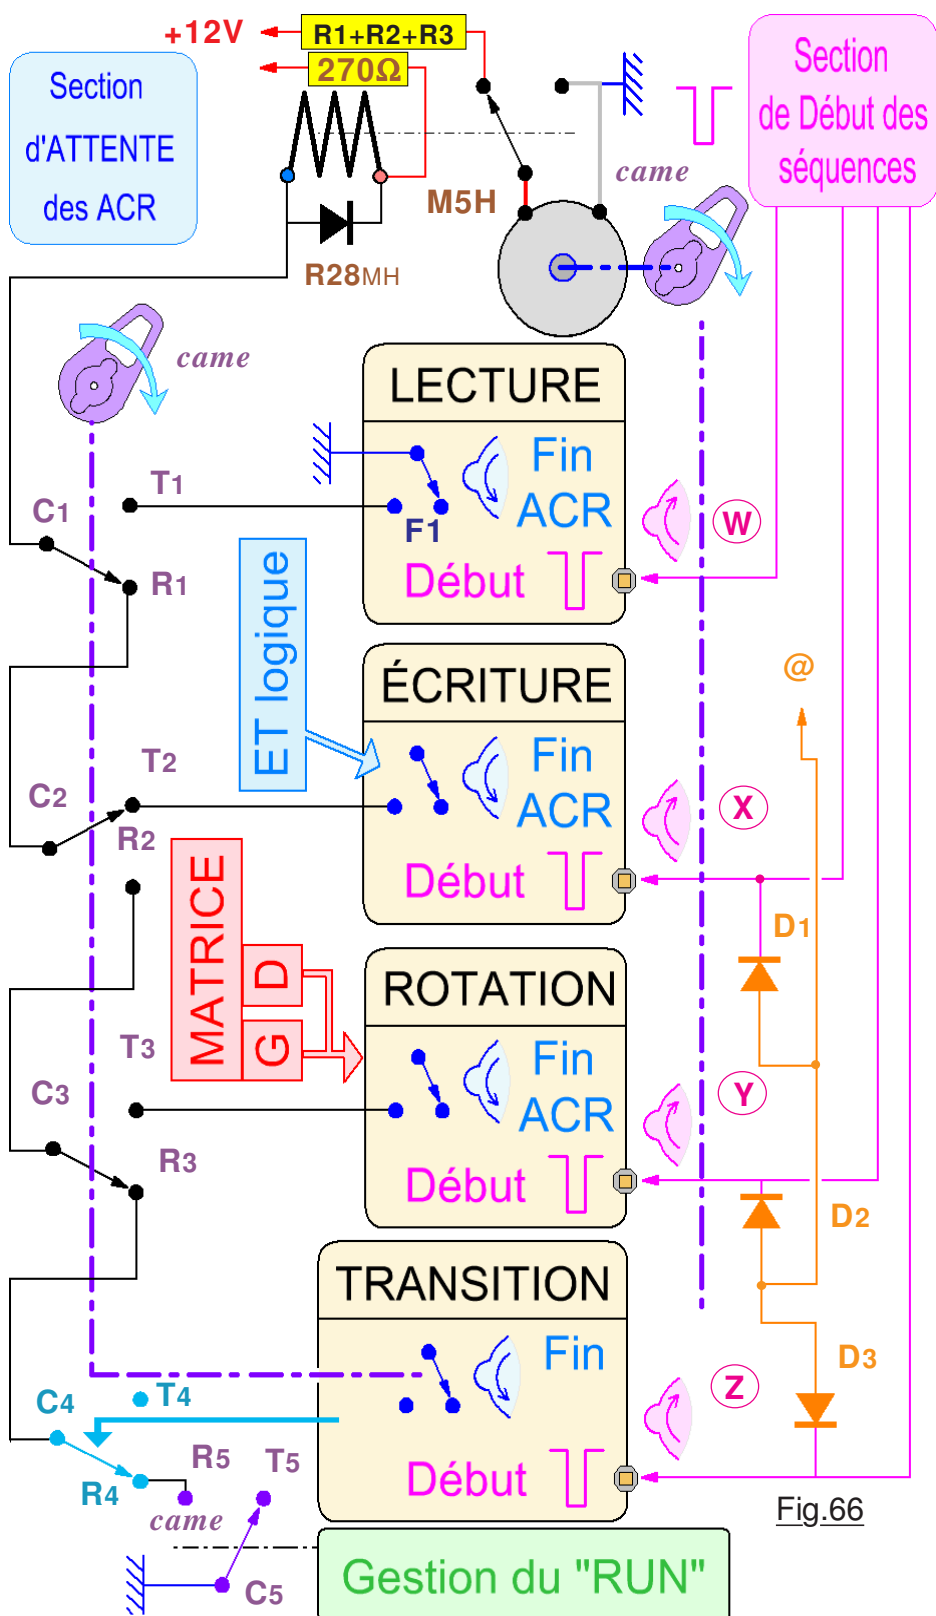 +12V
R1+R2+R3
270Ω
Section
d'ATTENTE
des ACR
Section
de Début des
séquences
came
M5H
R28MH
came
LECTURE
Fin
ACR
F1
Début
T1
C1
R1
W
ET logique
ÉCRITURE
Fin
ACR
Début
T2
C2
R2
X
@
D1
MATRICE
D
G
ROTATION
Fin
ACR
Début
T3
C3
R3
Y
D2
TRANSITION
Fin
Début
T4
C4
R4
R5
T5
came
C5
Z
D3
Fig.66
Gestion du "RUN"